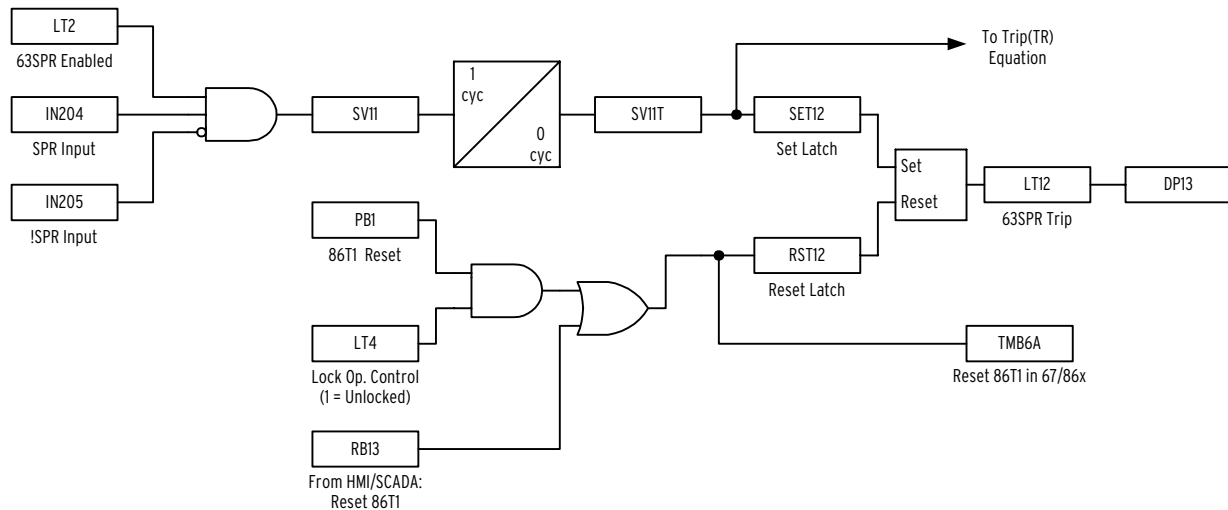 LT2
63SPR Enabled
IN204
SPR Input
IN205
!SPR Input
SV11
1
cyc
0
cyc
SV11T
To Trip(TR)
Equation
SET12
Set Latch
Set
Reset
LT12
63SPR Trip
DP13
PB1
86T1 Reset
LT4
Lock Op. Control
(1 = Unlocked)
RB13
From HMI/SCADA:
Reset 86T1
RST12
Reset Latch
TMB6A
Reset 86T1 in 67/86x